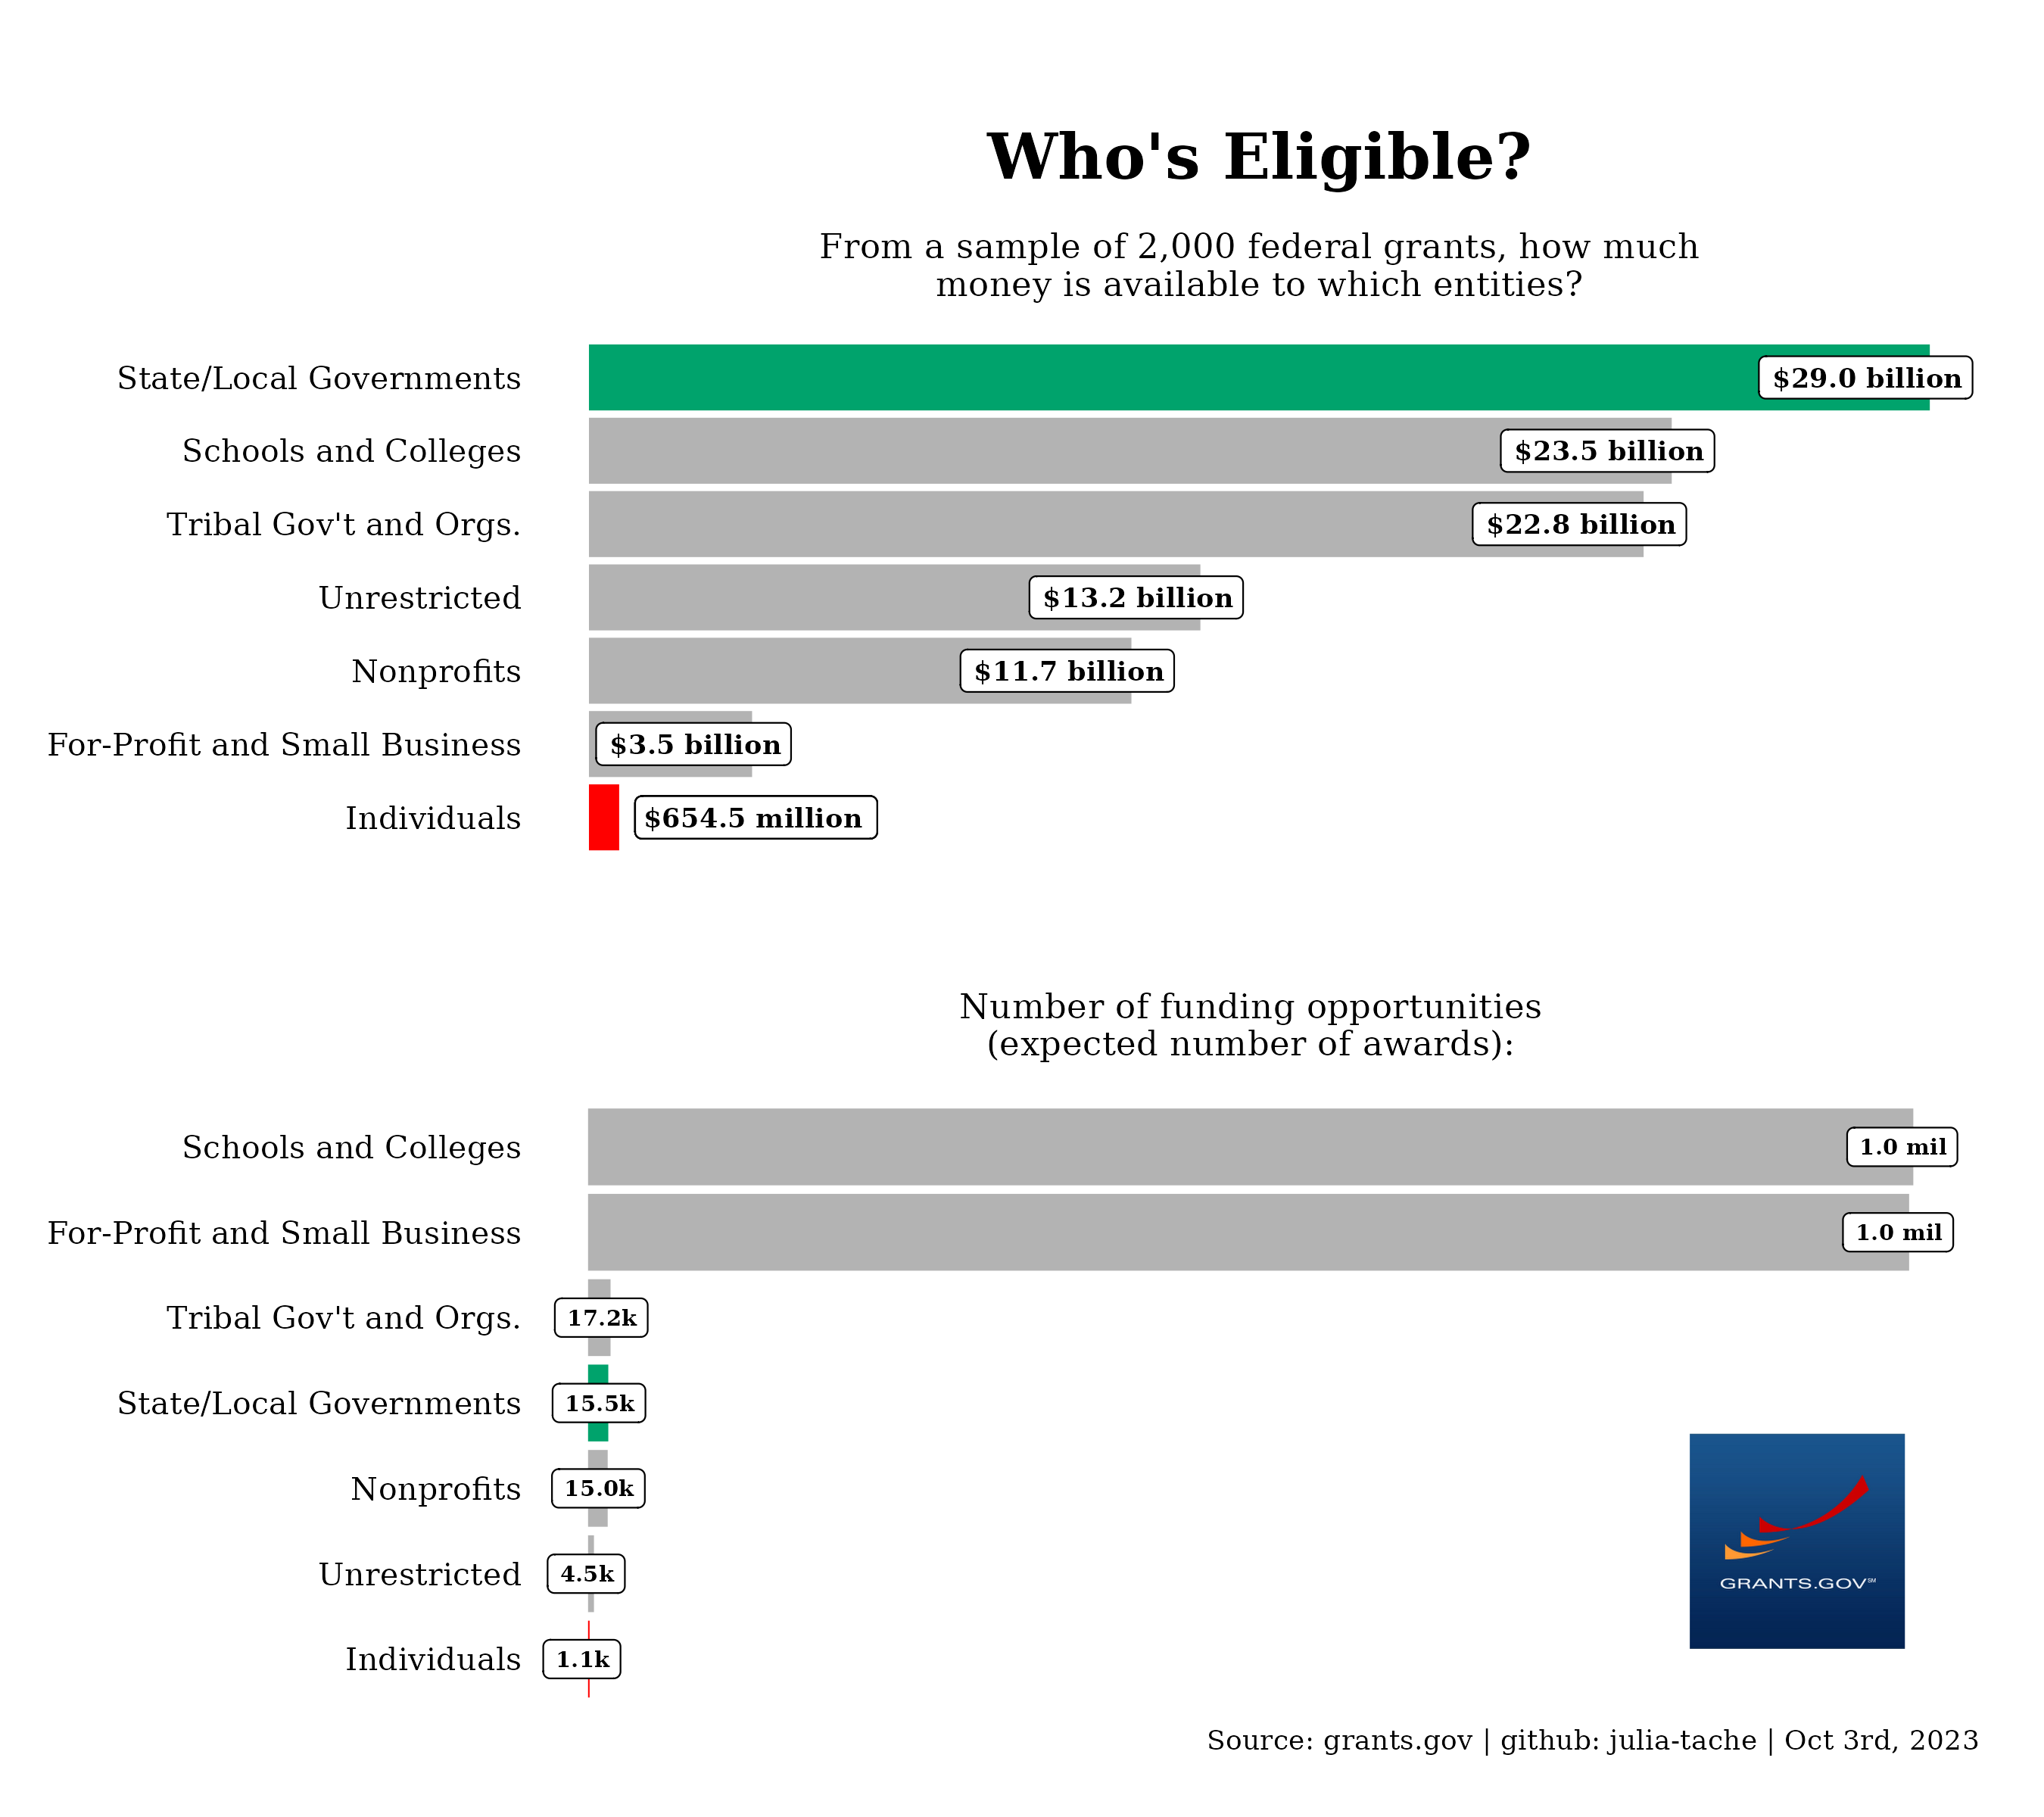 Who's Eligible?
From a sample of 2,000 federal grants, how much
money is available to which entities?
State/Local Governments $29.0 billion
Schools and Colleges $23.5 billion
Tribal Gov't and Orgs. $22.8 billion
Unrestricted $13.2 billion
Nonprofits $11.7 billion
For-Profit and Small Business $3.5 billion
Individuals $654.5 million
Number of funding opportunities
(expected number of awards):
Schools and Colleges 1.0 mil
For-Profit and Small Business 1.0 mil
Tribal Gov't and Orgs. 17.2k
State/Local Governments 15.5k
Nonprofits 15.0k
Unrestricted 4.5k
Individuals 1.1k
GRANTS.GOV℠
Source: grants.gov | github: julia-tache | Oct 3rd, 2023